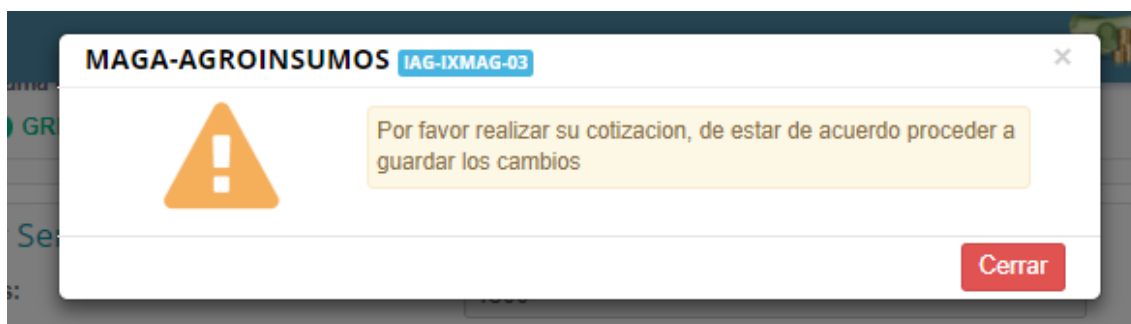 MAGA-AGROINSUMOS IAG-IXMAG-03 ×
Por favor realizar su cotizacion, de estar de acuerdo proceder a
guardar los cambios
Cerrar